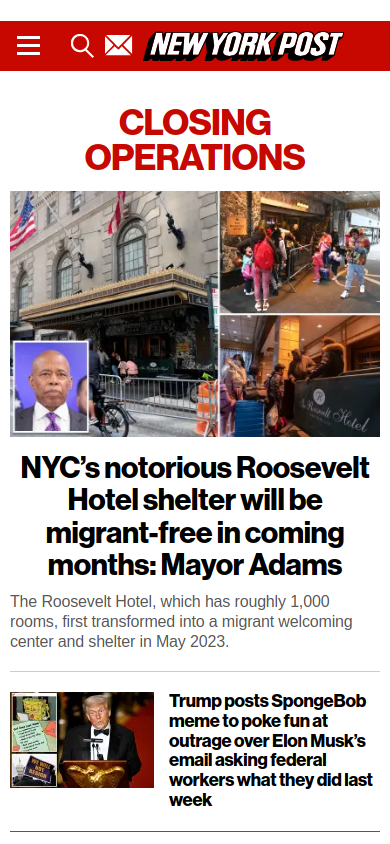 NEW YORK POST
CLOSING
OPERATIONS
The Roosevelt Hotel
NYC's notorious Roosevelt
Hotel shelter will be
migrant-free in coming
months: Mayor Adams
The Roosevelt Hotel, which has roughly 1,000
rooms, first transformed into a migrant welcoming
center and shelter in May 2023.
Trump posts SpongeBob
meme to poke fun at
outrage over Elon Musk's
email asking federal
workers what they did last
week